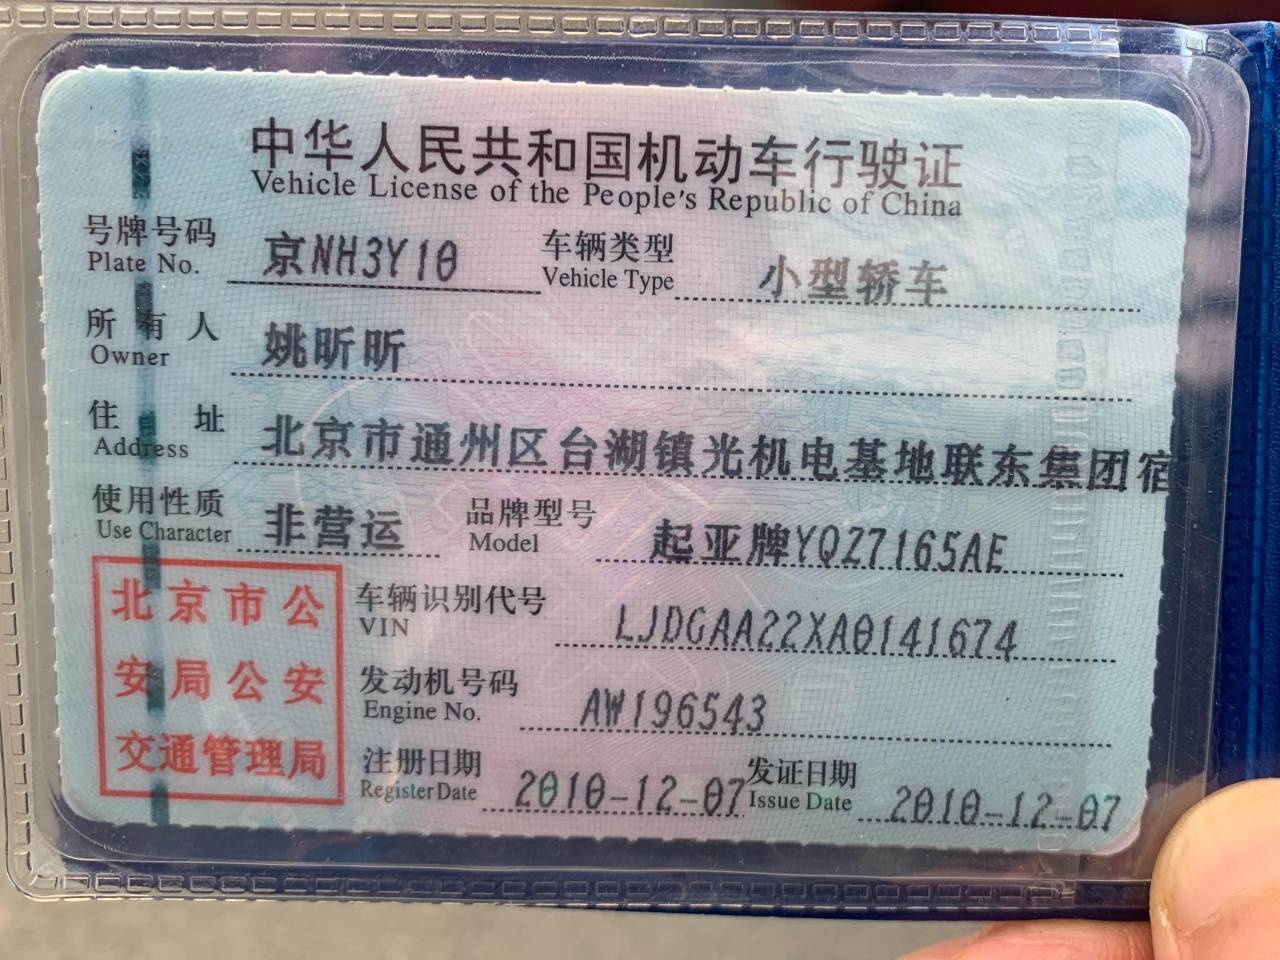 中华人民共和国机动车行驶证
Vehicle License of the People's Republic of China
号牌号码 京NH3Y10 车辆类型 小型轿车
Plate No. Vehicle Type
所有人 姚昕昕
Owner
住址 北京市通州区台湖镇光机电基地联东集团宿
Address
使用性质 非营运 品牌型号 起亚牌YQZ7165AE
Use Character Model
北京市公
安局公安
交通管理局
车辆识别代号 LJDGAA22XA0141674
VIN
发动机号码 AW196543
Engine No.
注册日期 2010-12-07 发证日期 2010-12-07
Register Date Issue Date